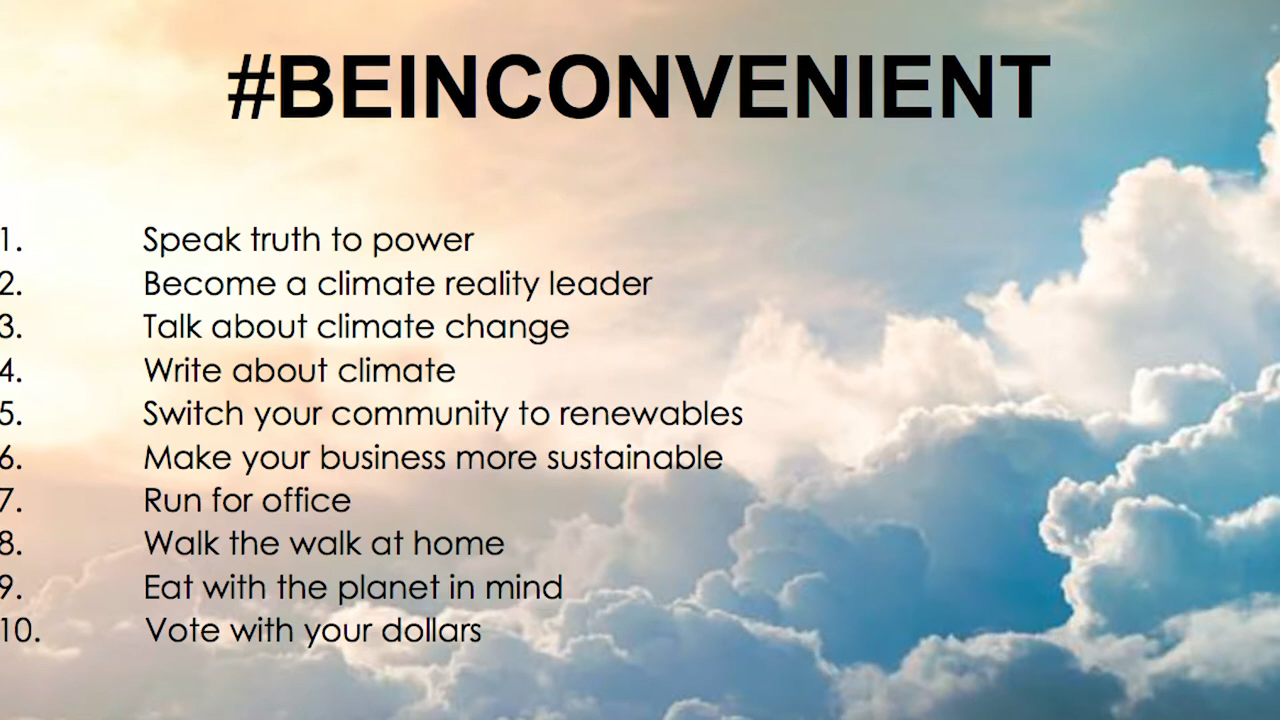 #BEINCONVENIENT
1. Speak truth to power
2. Become a climate reality leader
3. Talk about climate change
4. Write about climate
5. Switch your community to renewables
6. Make your business more sustainable
7. Run for office
8. Walk the walk at home
9. Eat with the planet in mind
10. Vote with your dollars